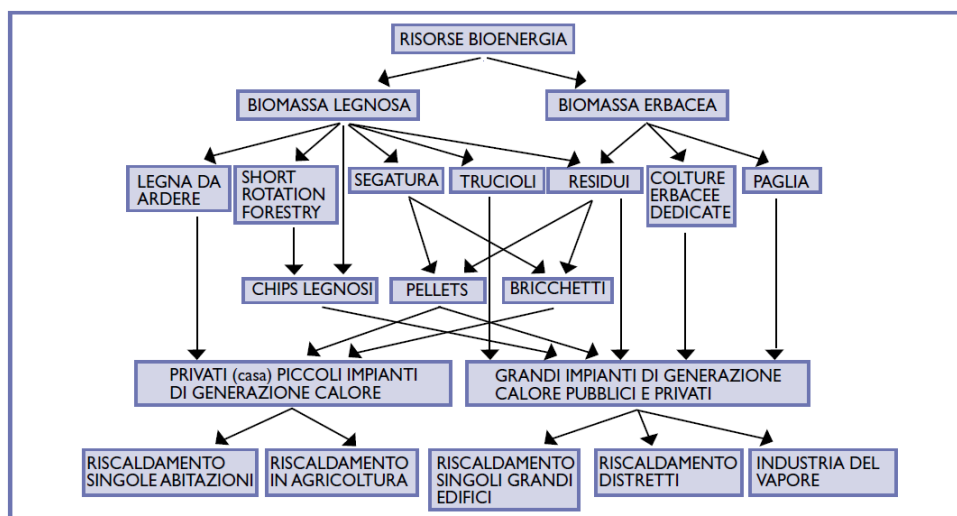 RISORSE BIOENERGIA
BIOMASSA LEGNOSA
BIOMASSA ERBACEA
LEGNA DA
ARDERE
SHORT
ROTATION
FORESTRY
SEGATURA
TRUCIOLI
RESIDUI
COLTURE
ERBACEE
DEDICATE
PAGLIA
CHIPS LEGNOSI
PELLETS
BRICCHETTI
PRIVATI (casa) PICCOLI IMPIANTI
DI GENERAZIONE CALORE
GRANDI IMPIANTI DI GENERAZIONE
CALORE PUBBLICI E PRIVATI
RISCALDAMENTO
SINGOLE ABITAZIONI
RISCALDAMENTO
IN AGRICOLTURA
RISCALDAMENTO
SINGOLI GRANDI
EDIFICI
RISCALDAMENTO
DISTRETTI
INDUSTRIA DEL
VAPORE